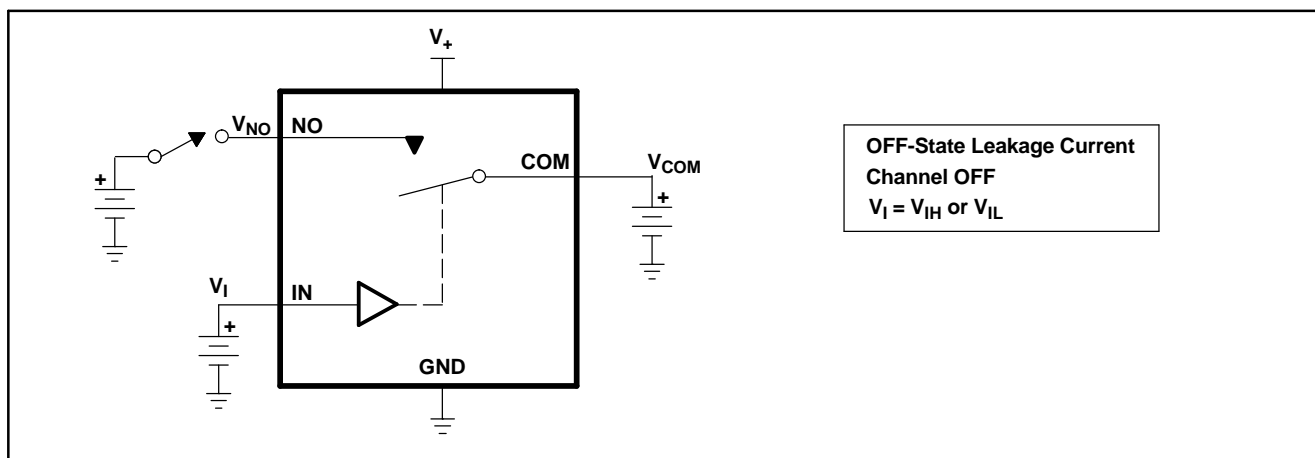 V+
VNO NO
COM VCOM
+
+
VI IN
+
GND
OFF-State Leakage Current
Channel OFF
VI = VIH or VIL